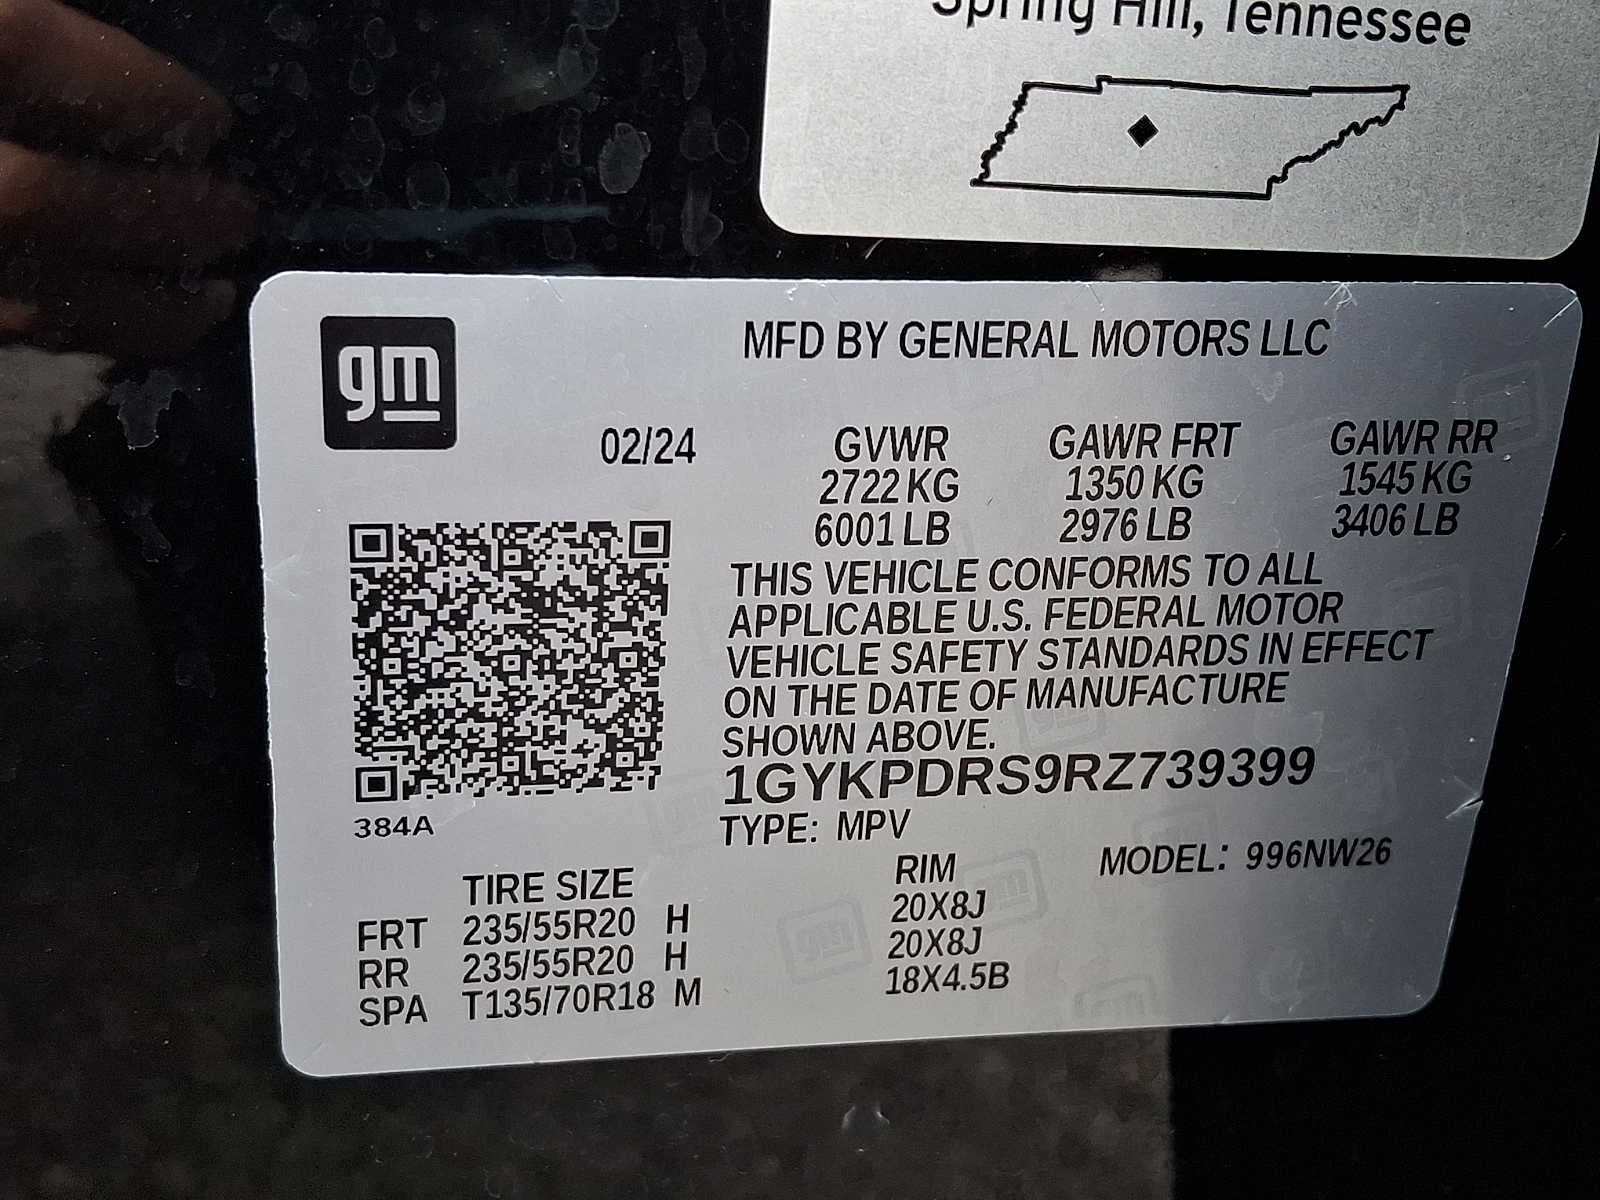 Spring Hill, Tennessee
gm
MFD BY GENERAL MOTORS LLC
02/24
GVWR GAWR FRT GAWR RR
2722 KG 1350 KG 1545 KG
6001 LB 2976 LB 3406 LB
THIS VEHICLE CONFORMS TO ALL
APPLICABLE U.S. FEDERAL MOTOR
VEHICLE SAFETY STANDARDS IN EFFECT
ON THE DATE OF MANUFACTURE
SHOWN ABOVE.
1GYKPDRS9RZ739399
384A
TYPE: MPV
MODEL: 996NW26
TIRE SIZE RIM
FRT 235/55R20 H 20X8J
RR 235/55R20 H 20X8J
SPA T135/70R18 M 18X4.5B